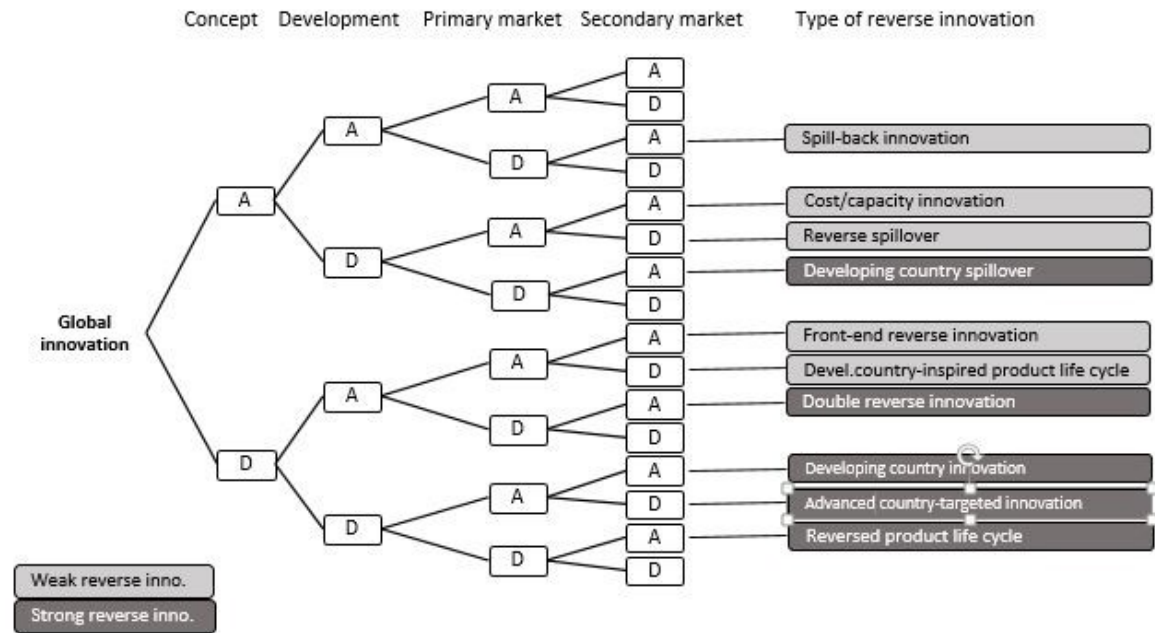 Concept Development Primary market Secondary market Type of reverse innovation
A
A
D
A
A Spill-back innovation
D
D
A
A Cost/capacity innovation
A
D Reverse spillover
D
A Developing country spillover
D
D
Global
innovation
A Front-end reverse innovation
A
D Devel.country-inspired product life cycle
A
A Double reverse innovation
D
D
D
A Developing country innovation
A
D Advanced country-targeted innovation
D
A Reversed product life cycle
D
D
Weak reverse inno.
Strong reverse inno.